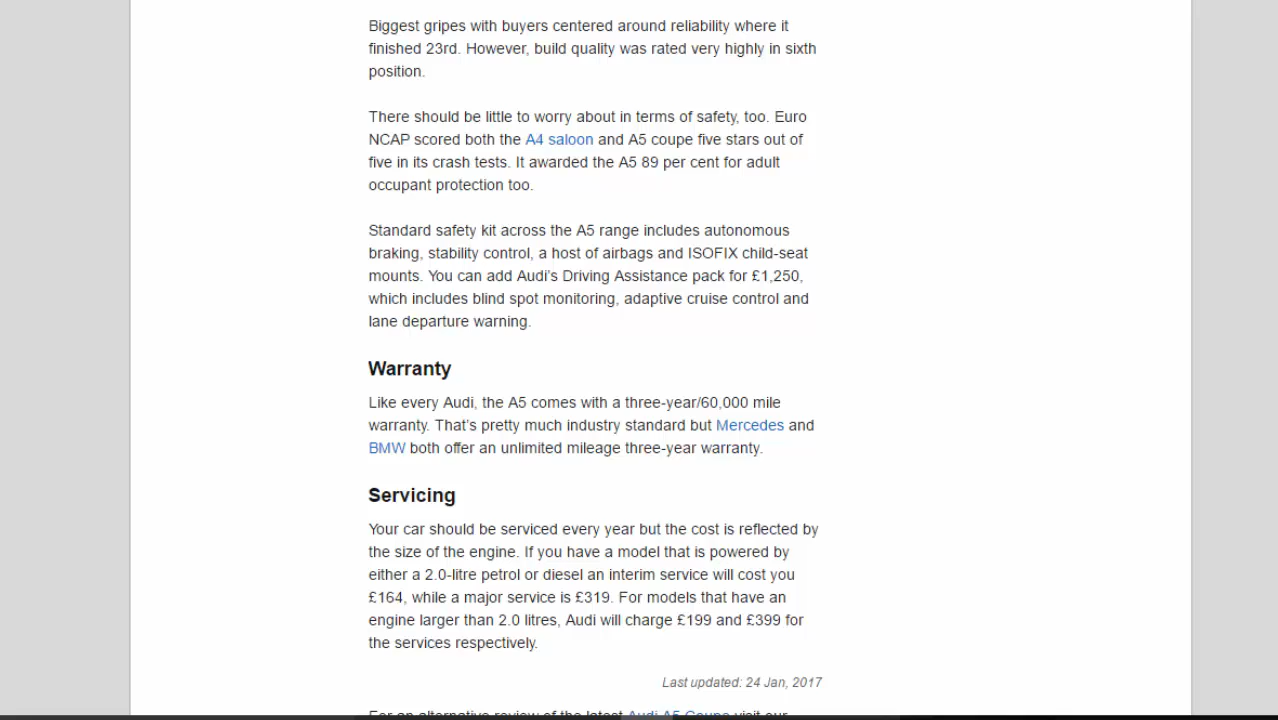 Biggest gripes with buyers centered around reliability where it
finished 23rd. However, build quality was rated very highly in sixth
position.
There should be little to worry about in terms of safety, too. Euro
NCAP scored both the A4 saloon and A5 coupe five stars out of
five in its crash tests. It awarded the A5 89 per cent for adult
occupant protection too.
Standard safety kit across the A5 range includes autonomous
braking, stability control, a host of airbags and ISOFIX child-seat
mounts. You can add Audi’s Driving Assistance pack for £1,250,
which includes blind spot monitoring, adaptive cruise control and
lane departure warning.
Warranty
Like every Audi, the A5 comes with a three-year/60,000 mile
warranty. That’s pretty much industry standard but Mercedes and
BMW both offer an unlimited mileage three-year warranty.
Servicing
Your car should be serviced every year but the cost is reflected by
the size of the engine. If you have a model that is powered by
either a 2.0-litre petrol or diesel an interim service will cost you
£164, while a major service is £319. For models that have an
engine larger than 2.0 litres, Audi will charge £199 and £399 for
the services respectively.
Last updated: 24 Jan, 2017
For an alternative review of the latest Audi A5 Coupe visit our